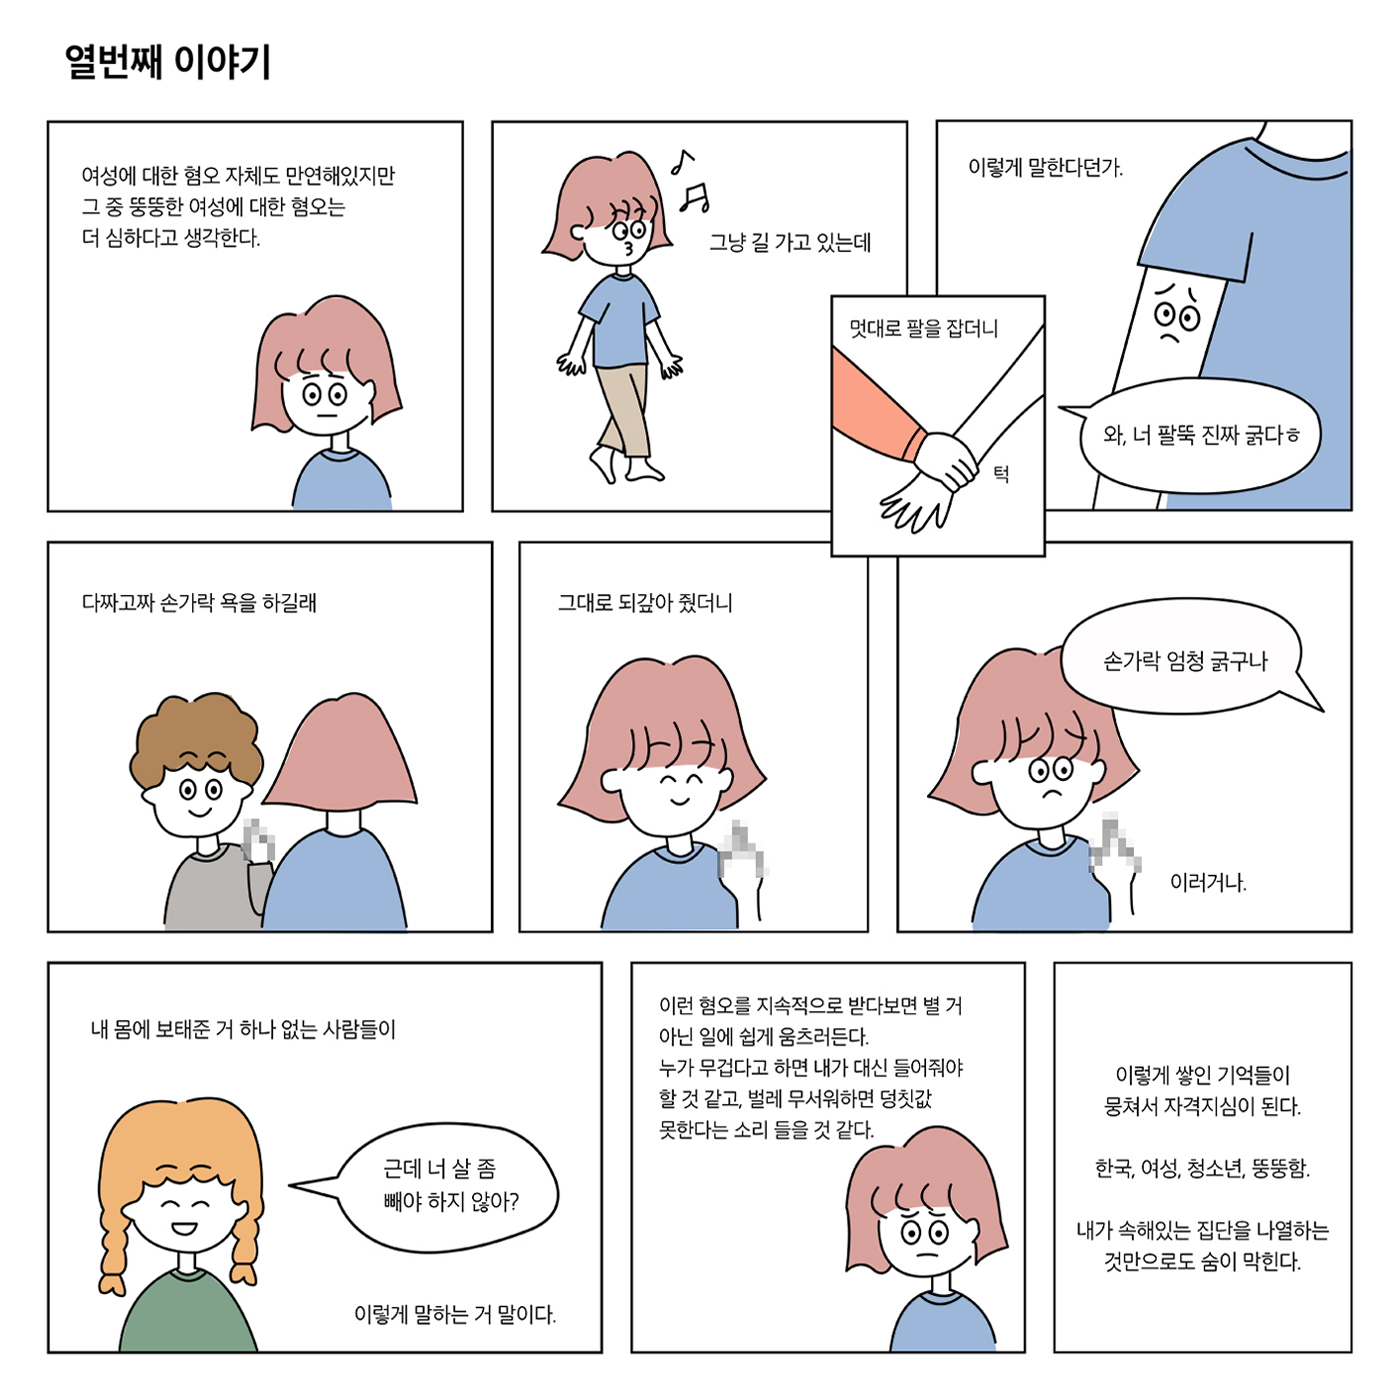 열번째 이야기
여성에 대한 혐오 자체도 만연해있지만
그 중 뚱뚱한 여성에 대한 혐오는
더 심하다고 생각한다.
그냥 길 가고 있는데
멋대로 팔을 잡더니
턱
이렇게 말한다던가.
와, 너 팔뚝 진짜 굵다ㅎ
다짜고짜 손가락 욕을 하길래
그대로 되갚아 줬더니
손가락 엄청 굵구나
이러거나.
내 몸에 보태준 거 하나 없는 사람들이
근데 너 살 좀
빼야 하지 않아?
이렇게 말하는 거 말이다.
이런 혐오를 지속적으로 받다보면 별 거
아닌 일에 쉽게 움츠러든다.
누가 무겁다고 하면 내가 대신 들어줘야
할 것 같고, 벌레 무서워하면 덩칫값
못한다는 소리 들을 것 같다.
이렇게 쌓인 기억들이
뭉쳐서 자격지심이 된다.
한국, 여성, 청소년, 뚱뚱함.
내가 속해있는 집단을 나열하는
것만으로도 숨이 막힌다.